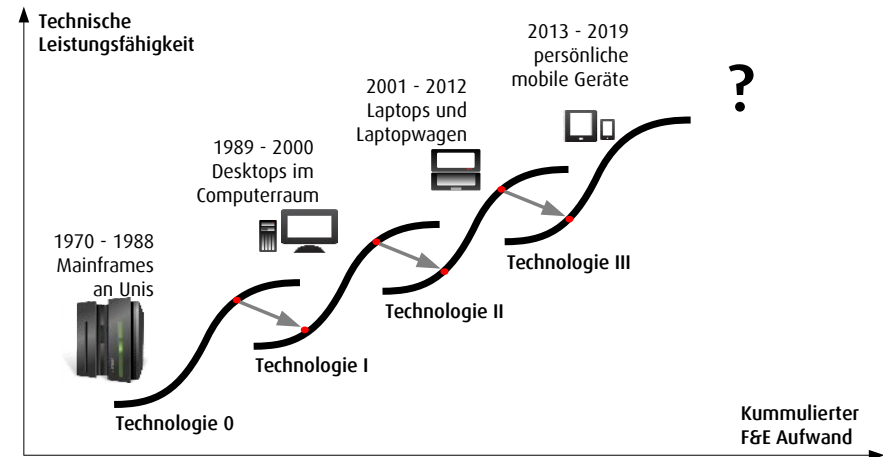 Technische
Leistungsfähigkeit
2013 - 2019
persönliche
mobile Geräte
?
2001 - 2012
Laptops und
Laptopwagen
1989 - 2000
Desktops im
Computerraum
1970 - 1988
Mainframes
an Unis
Technologie III
Technologie II
Technologie I
Technologie 0
Kummulierter
F&E Aufwand